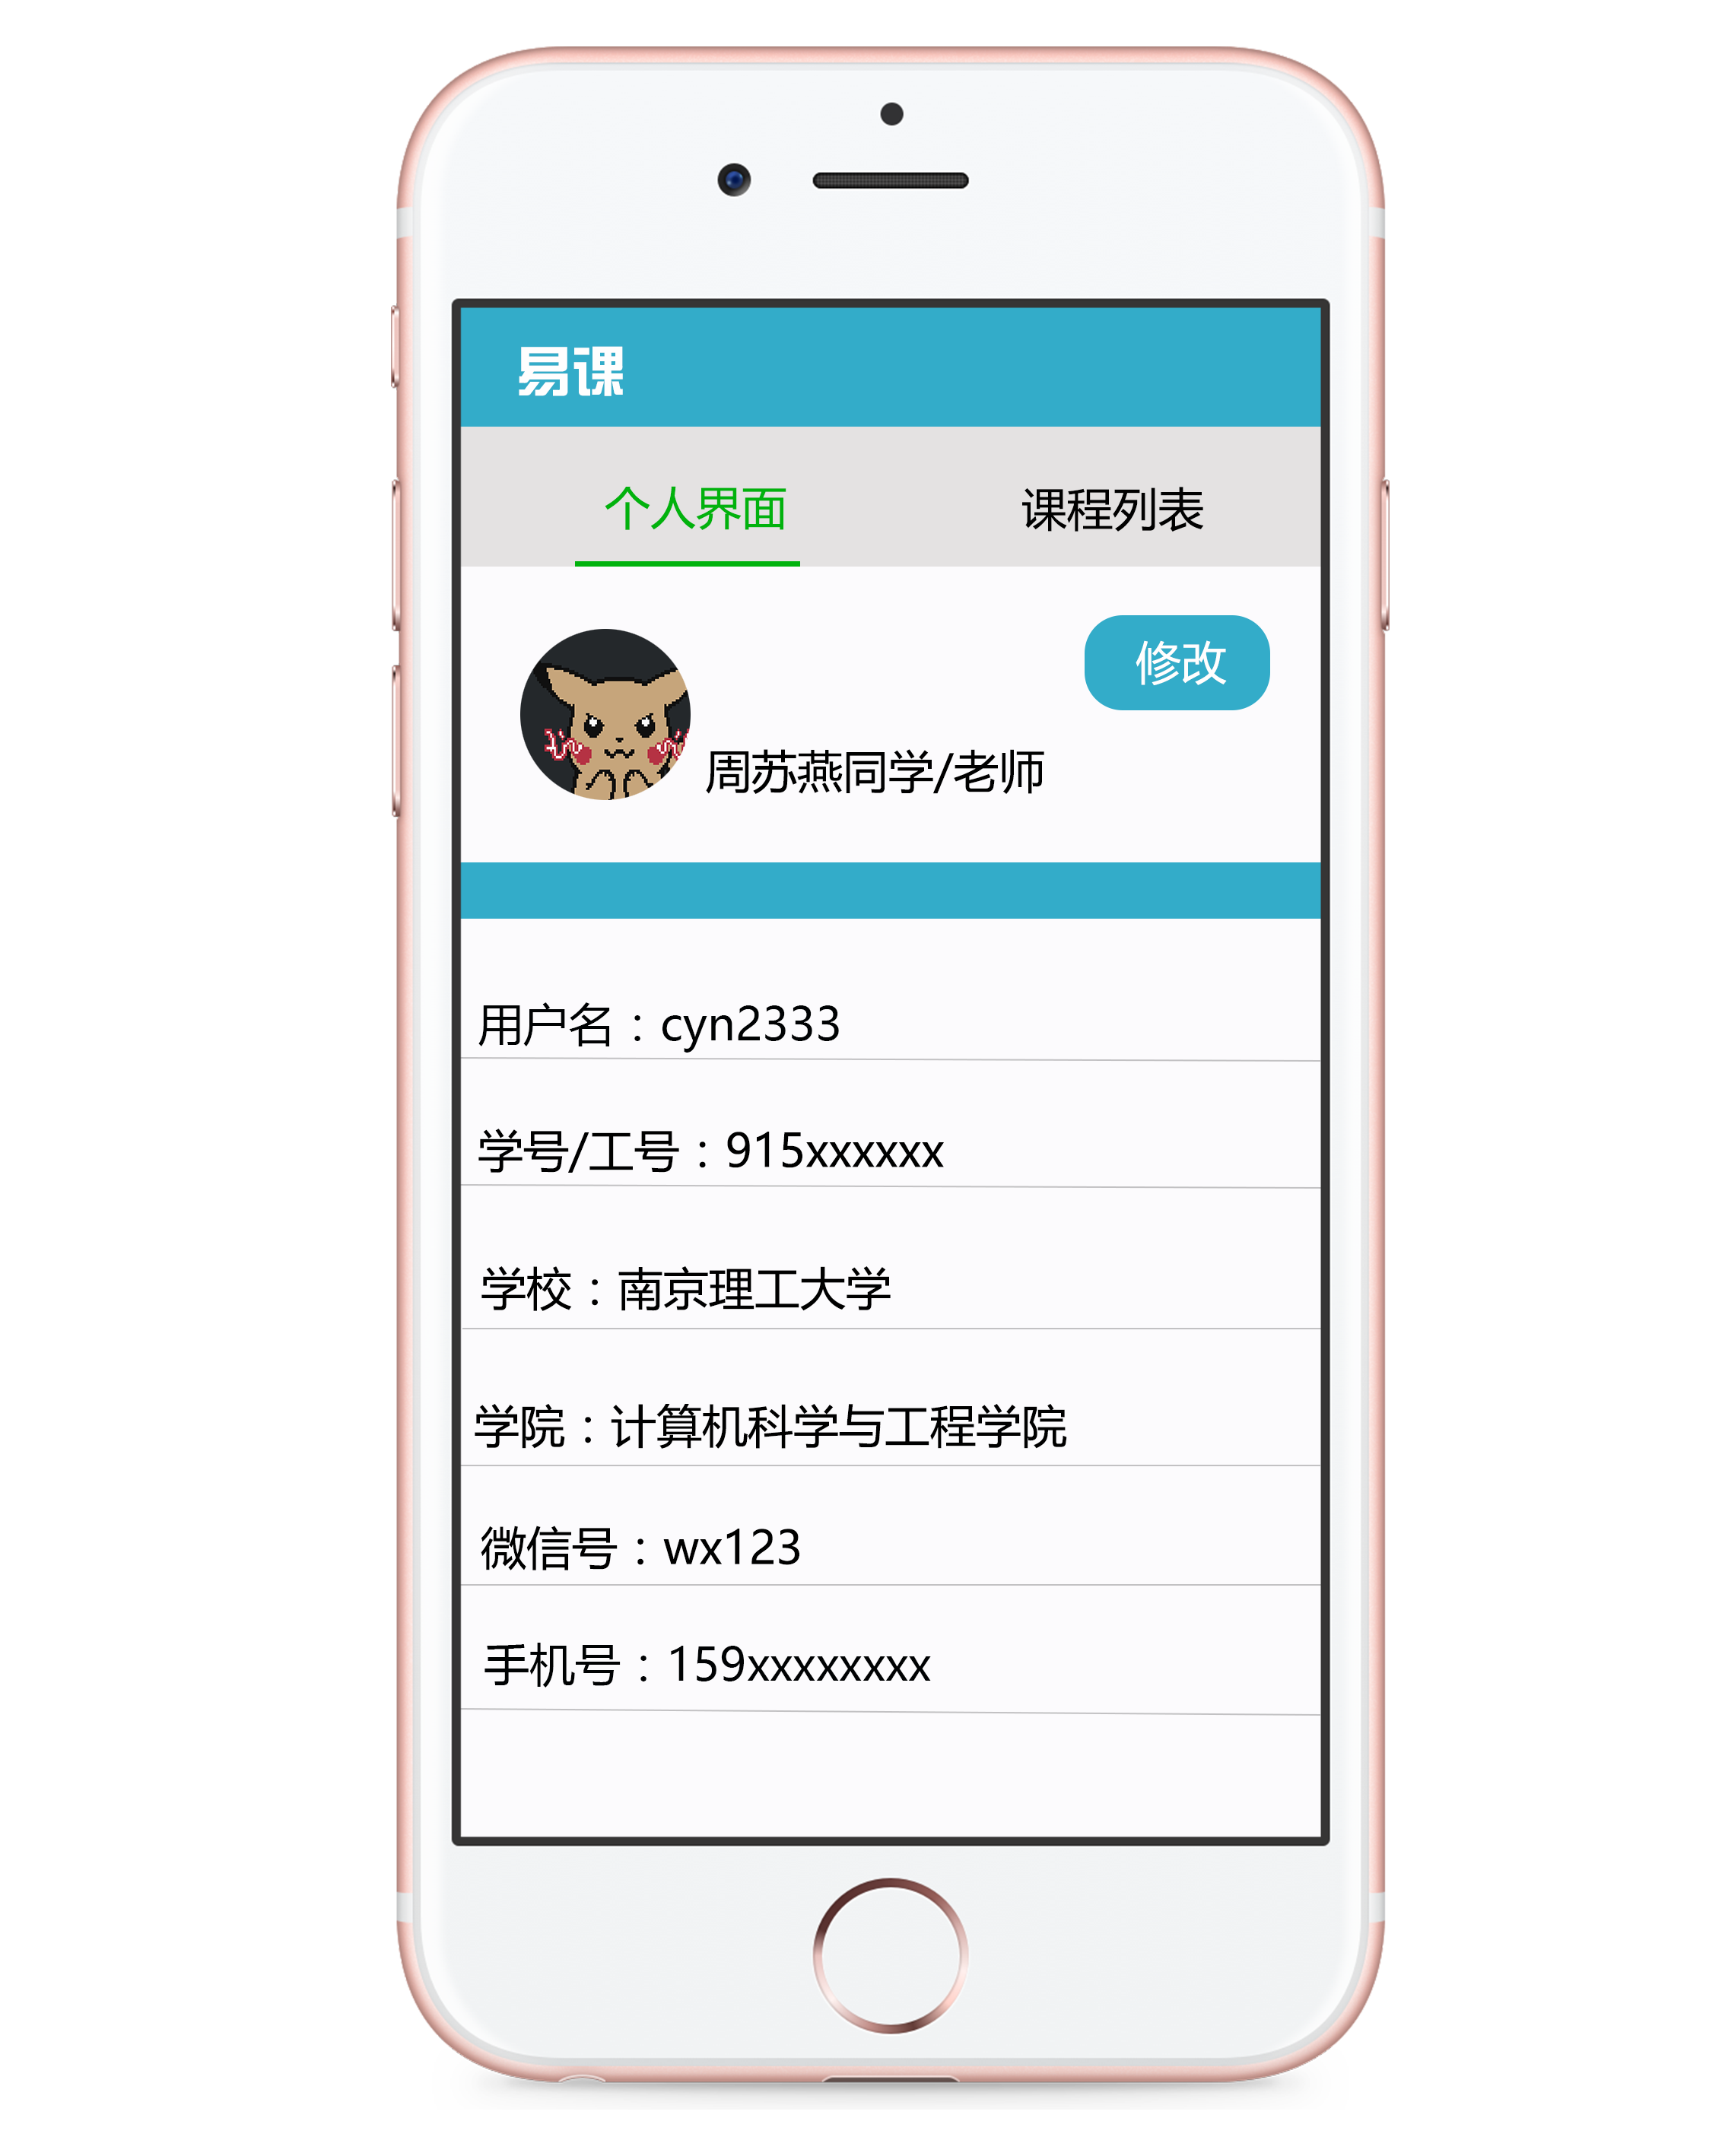 易课
个人界面 课程列表
修改
周苏燕同学/老师
用户名：cyn2333
学号/工号：915xxxxxx
学校：南京理工大学
学院：计算机科学与工程学院
微信号：wx123
手机号：159xxxxxxxx